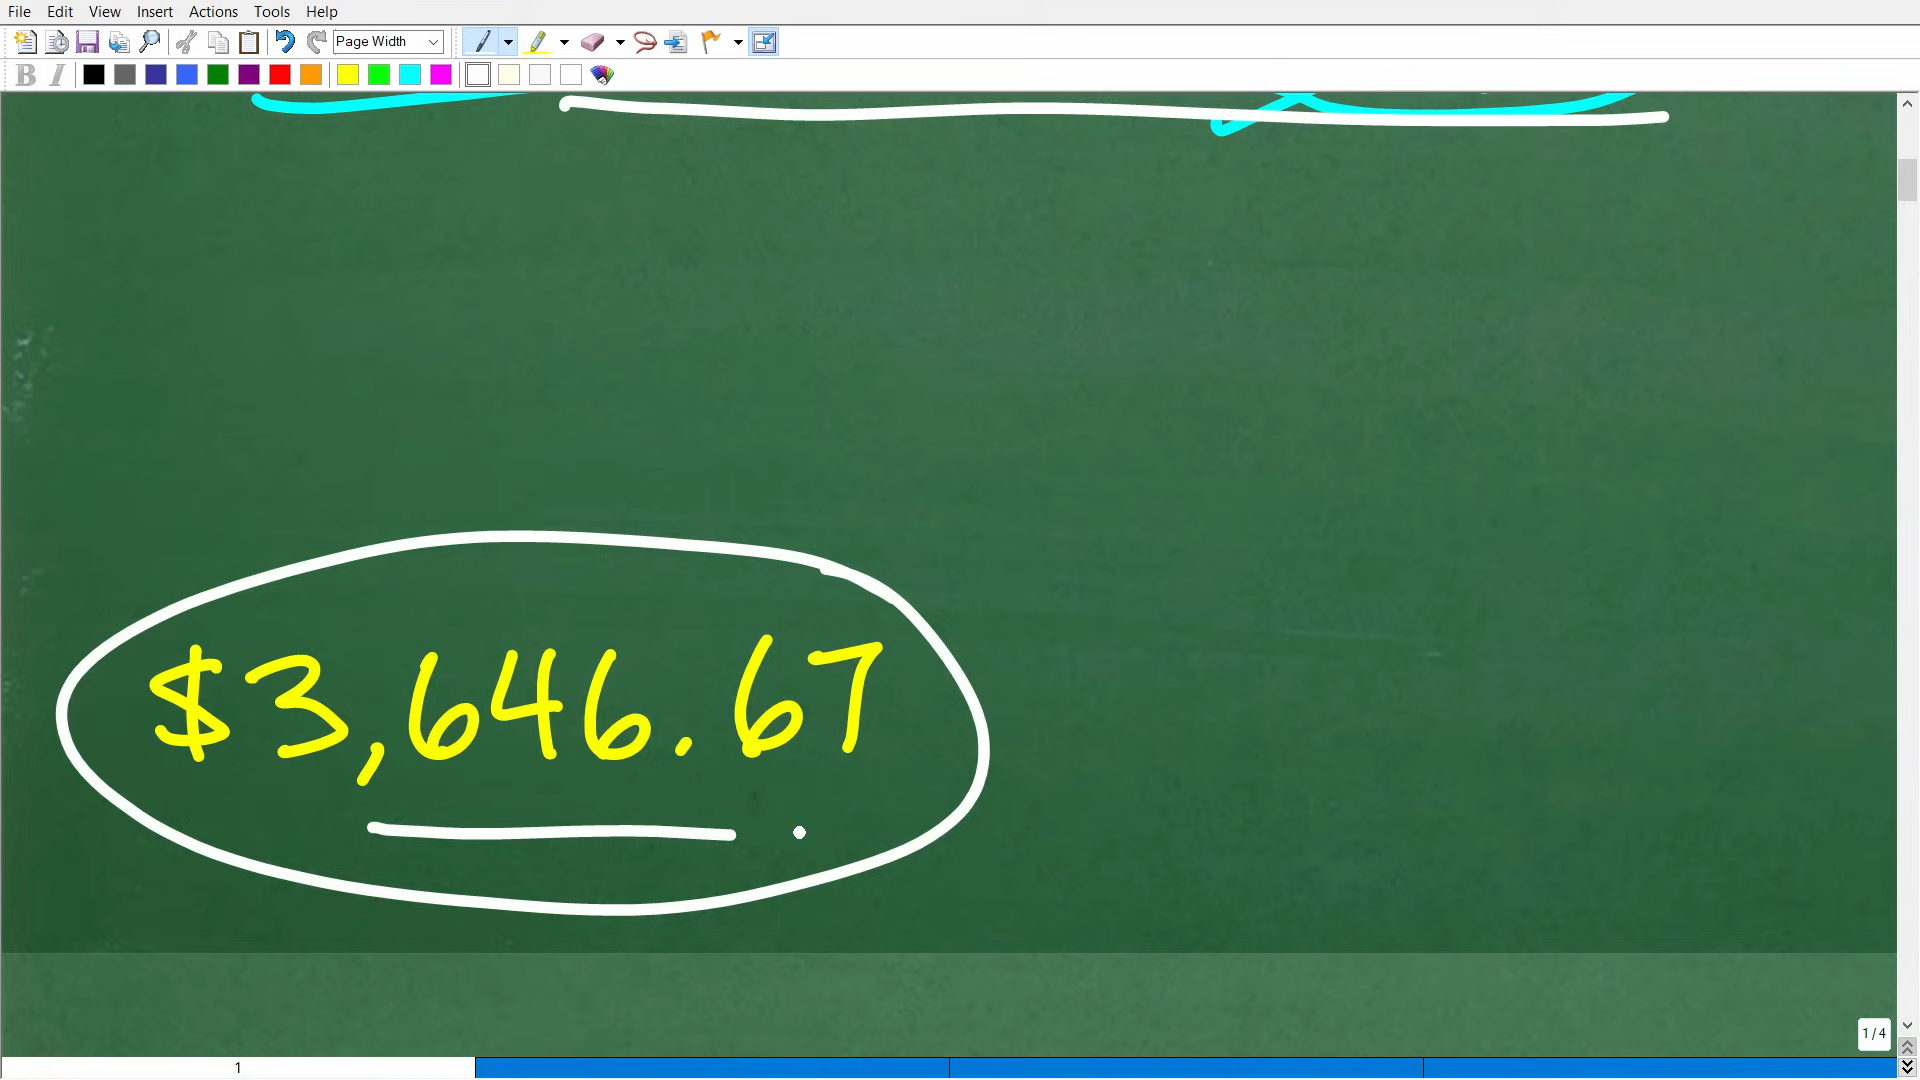 File Edit View Insert Actions Tools Help
Page Width
B I
$3,646.67
1 / 4
1